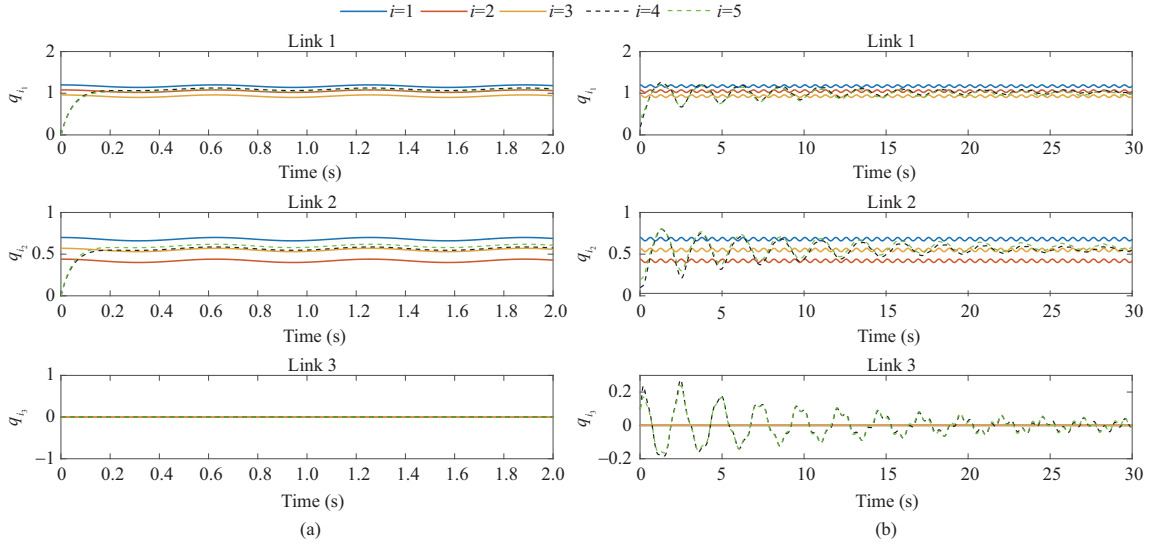 i=1 i=2 i=3 i=4 i=5
Link 1
2
1
0
q_{i_1}
0 0.2 0.4 0.6 0.8 1.0 1.2 1.4 1.6 1.8 2.0
Time (s)
Link 2
1
0.5
0
q_{i_2}
0 0.2 0.4 0.6 0.8 1.0 1.2 1.4 1.6 1.8 2.0
Time (s)
Link 3
1
0
−1
q_{i_3}
0 0.2 0.4 0.6 0.8 1.0 1.2 1.4 1.6 1.8 2.0
Time (s)
(a)
Link 1
2
1
0
q_{i_1}
0 5 10 15 20 25 30
Time (s)
Link 2
1
0.5
0
q_{i_2}
0 5 10 15 20 25 30
Time (s)
Link 3
0.2
0
−0.2
q_{i_3}
0 5 10 15 20 25 30
Time (s)
(b)